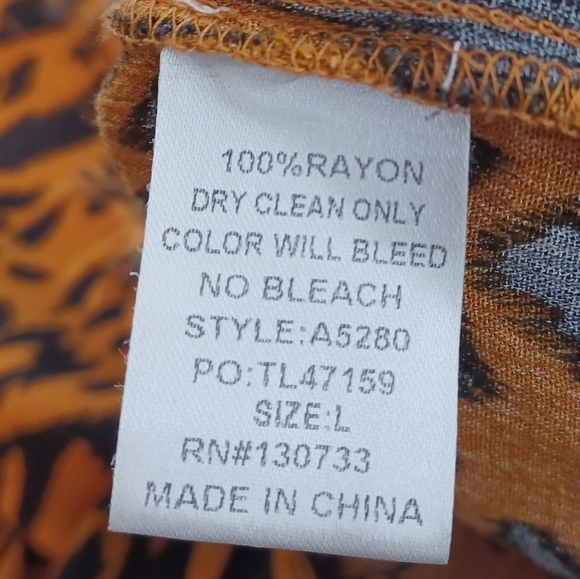 100%RAYON
DRY CLEAN ONLY
COLOR WILL BLEED
NO BLEACH
STYLE:A5280
PO:TL47159
SIZE:L
RN#130733
MADE IN CHINA